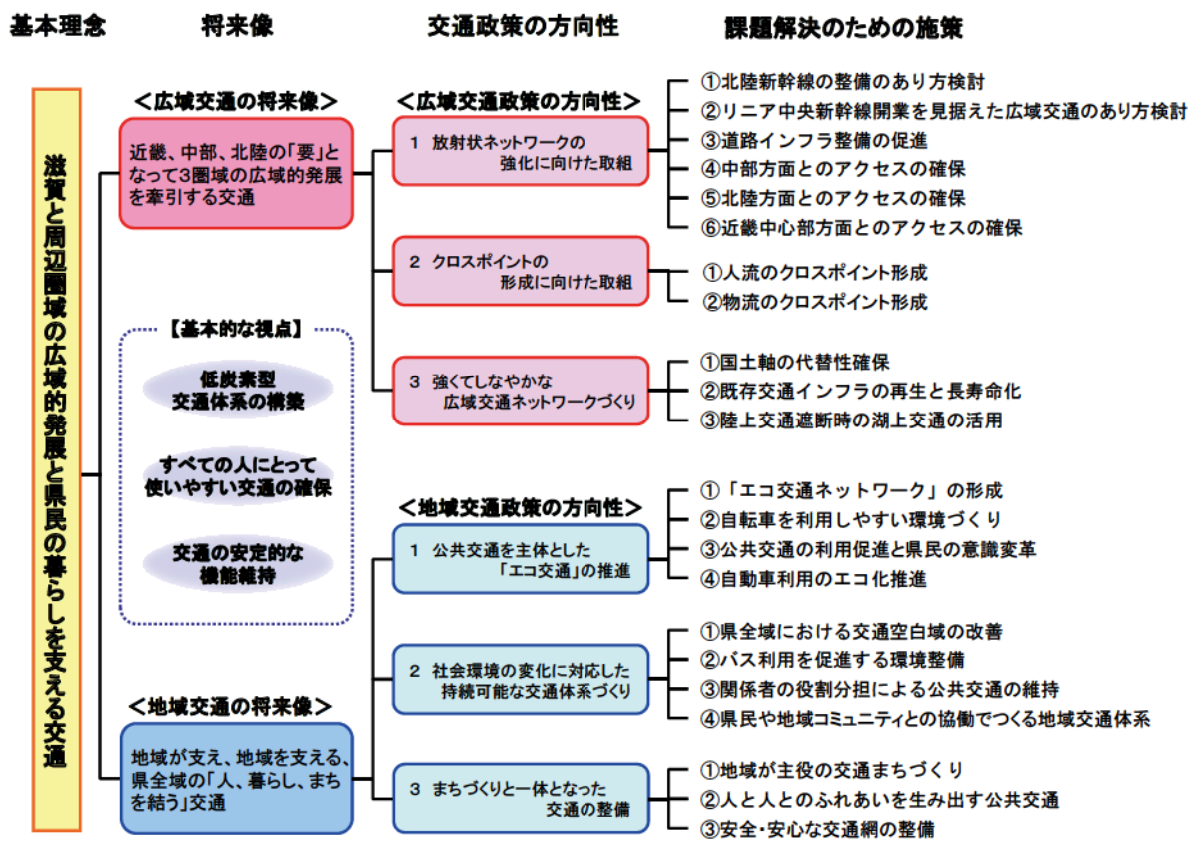 基本理念
将来像
交通政策の方向性
課題解決のための施策
滋賀と周辺圏域の広域的発展と県民の暮らしを支える交通
＜広域交通の将来像＞
近畿、中部、北陸の「要」と
なって3圏域の広域的発展
を牽引する交通
【基本的な視点】
低炭素型
交通体系の構築
すべての人にとって
使いやすい交通の確保
交通の安定的な
機能維持
＜地域交通の将来像＞
地域が支え、地域を支える、
県全域の「人、暮らし、まち
を結う」交通
＜広域交通政策の方向性＞
1 放射状ネットワークの
強化に向けた取組
①北陸新幹線の整備のあり方検討
②リニア中央新幹線開業を見据えた広域交通のあり方検討
③道路インフラ整備の促進
④中部方面とのアクセスの確保
⑤北陸方面とのアクセスの確保
⑥近畿中心部方面とのアクセスの確保
2 クロスポイントの
形成に向けた取組
①人流のクロスポイント形成
②物流のクロスポイント形成
3 強くてしなやかな
広域交通ネットワークづくり
①国土軸の代替性確保
②既存交通インフラの再生と長寿命化
③陸上交通遮断時の湖上交通の活用
＜地域交通政策の方向性＞
1 公共交通を主体とした
「エコ交通」の推進
①「エコ交通ネットワーク」の形成
②自転車を利用しやすい環境づくり
③公共交通の利用促進と県民の意識変革
④自動車利用のエコ化推進
2 社会環境の変化に対応した
持続可能な交通体系づくり
①県全域における交通空白域の改善
②バス利用を促進する環境整備
③関係者の役割分担による公共交通の維持
④県民や地域コミュニティとの協働でつくる地域交通体系
3 まちづくりと一体となった
交通の整備
①地域が主役の交通まちづくり
②人と人とのふれあいを生み出す公共交通
③安全・安心な交通網の整備